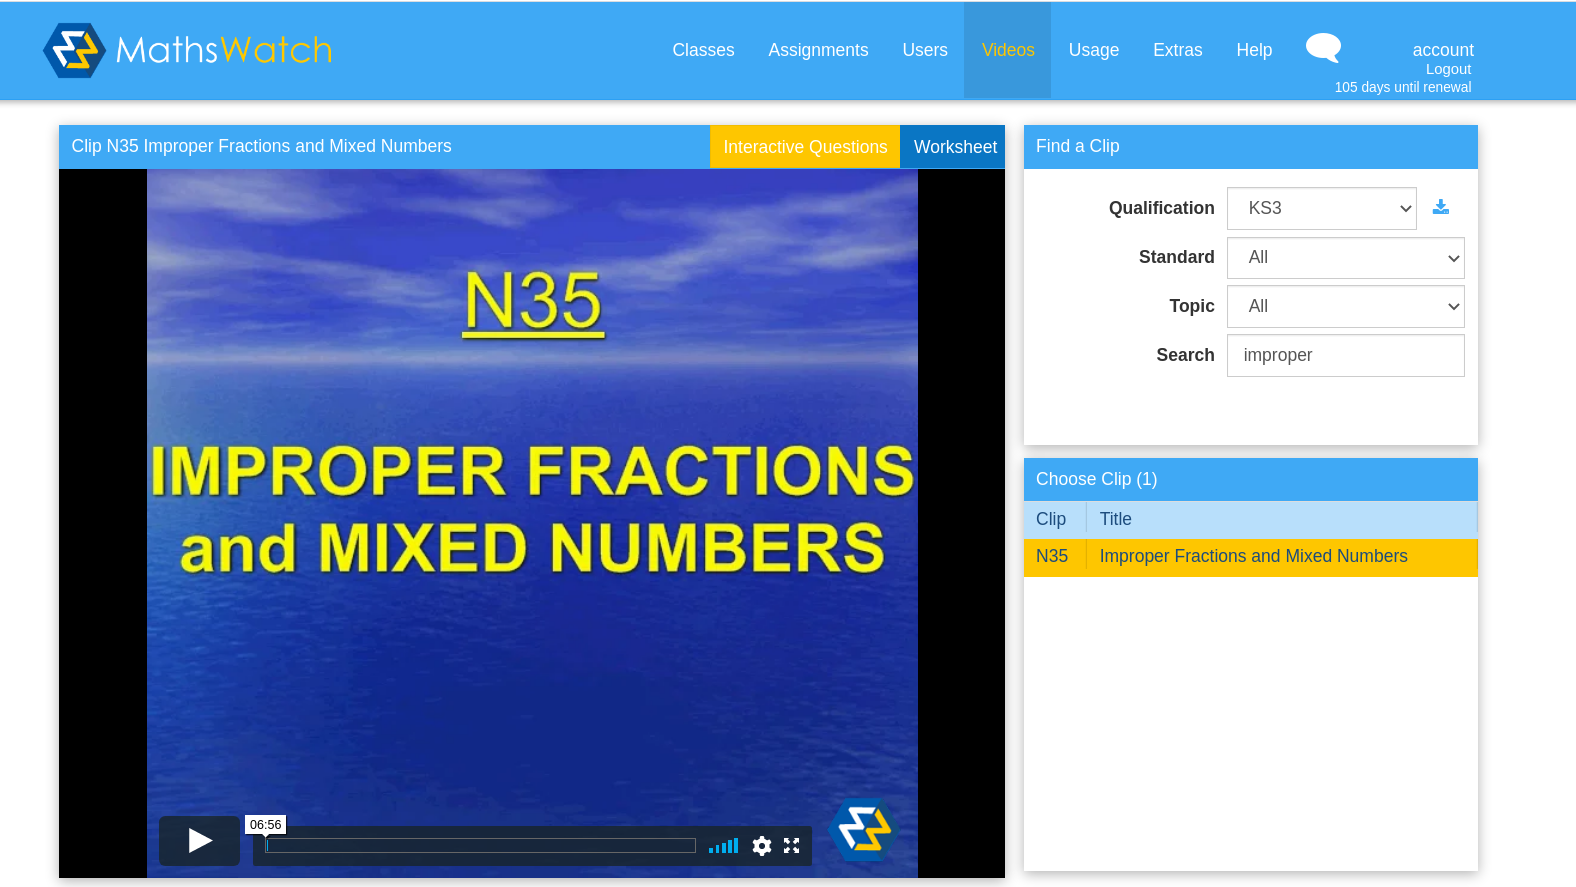 MathsWatch
Classes Assignments Users Videos Usage Extras Help account
Logout
105 days until renewal
Clip N35 Improper Fractions and Mixed Numbers Interactive Questions Worksheet
N35
IMPROPER FRACTIONS
and MIXED NUMBERS
06:56
Find a Clip
Qualification KS3
Standard All
Topic All
Search improper
Choose Clip (1)
Clip Title
N35 Improper Fractions and Mixed Numbers